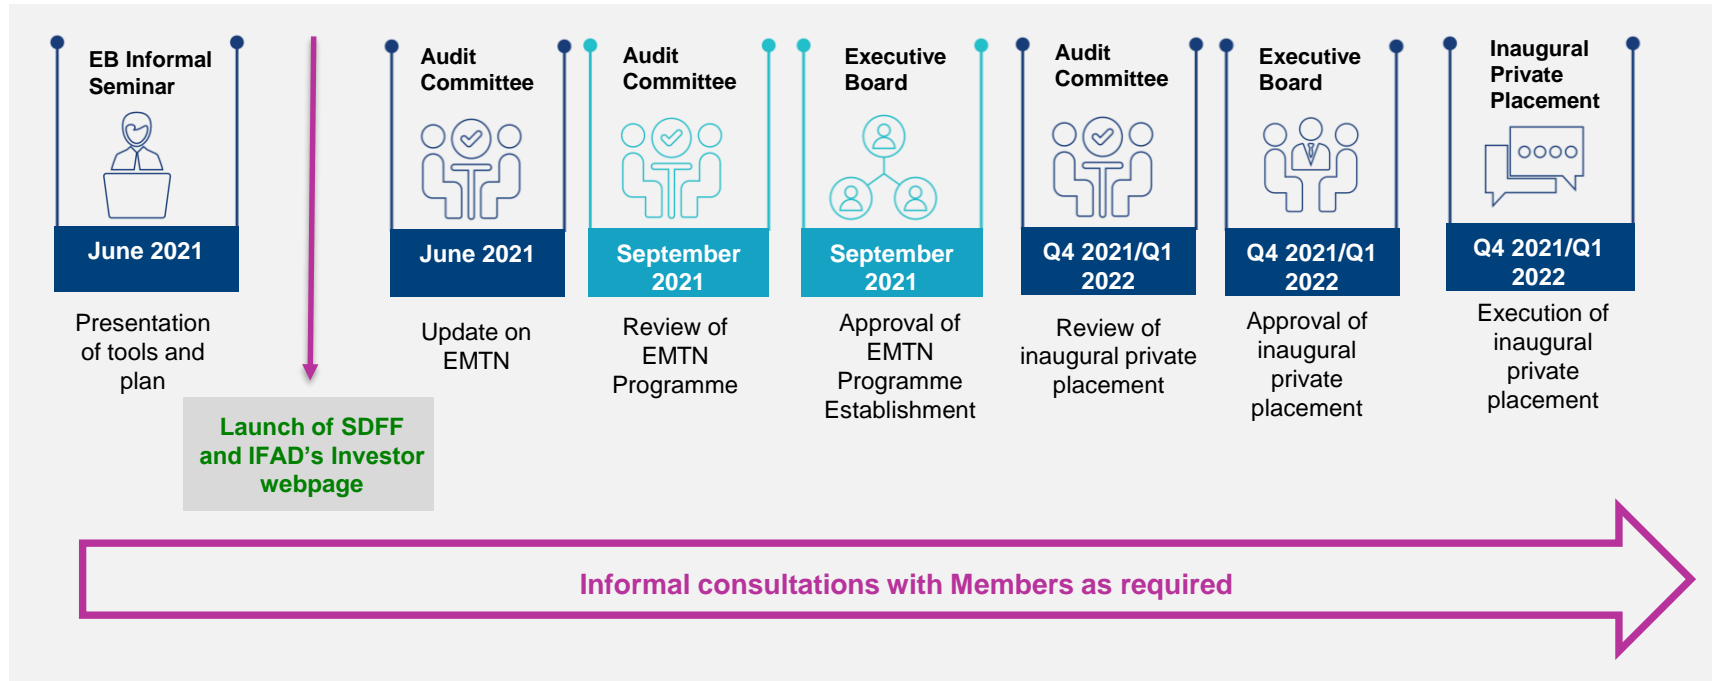 EB Informal
Seminar
June 2021
Presentation
of tools and
plan
Launch of SDFF
and IFAD’s Investor
webpage
Audit
Committee
June 2021
Update on
EMTN
Audit
Committee
September
2021
Review of
EMTN
Programme
Executive
Board
September
2021
Approval of
EMTN
Programme
Establishment
Audit
Committee
Q4 2021/Q1
2022
Review of
inaugural private
placement
Executive
Board
Q4 2021/Q1
2022
Approval of
inaugural
private
placement
Inaugural
Private
Placement
Q4 2021/Q1
2022
Execution of
inaugural
private
placement
Informal consultations with Members as required